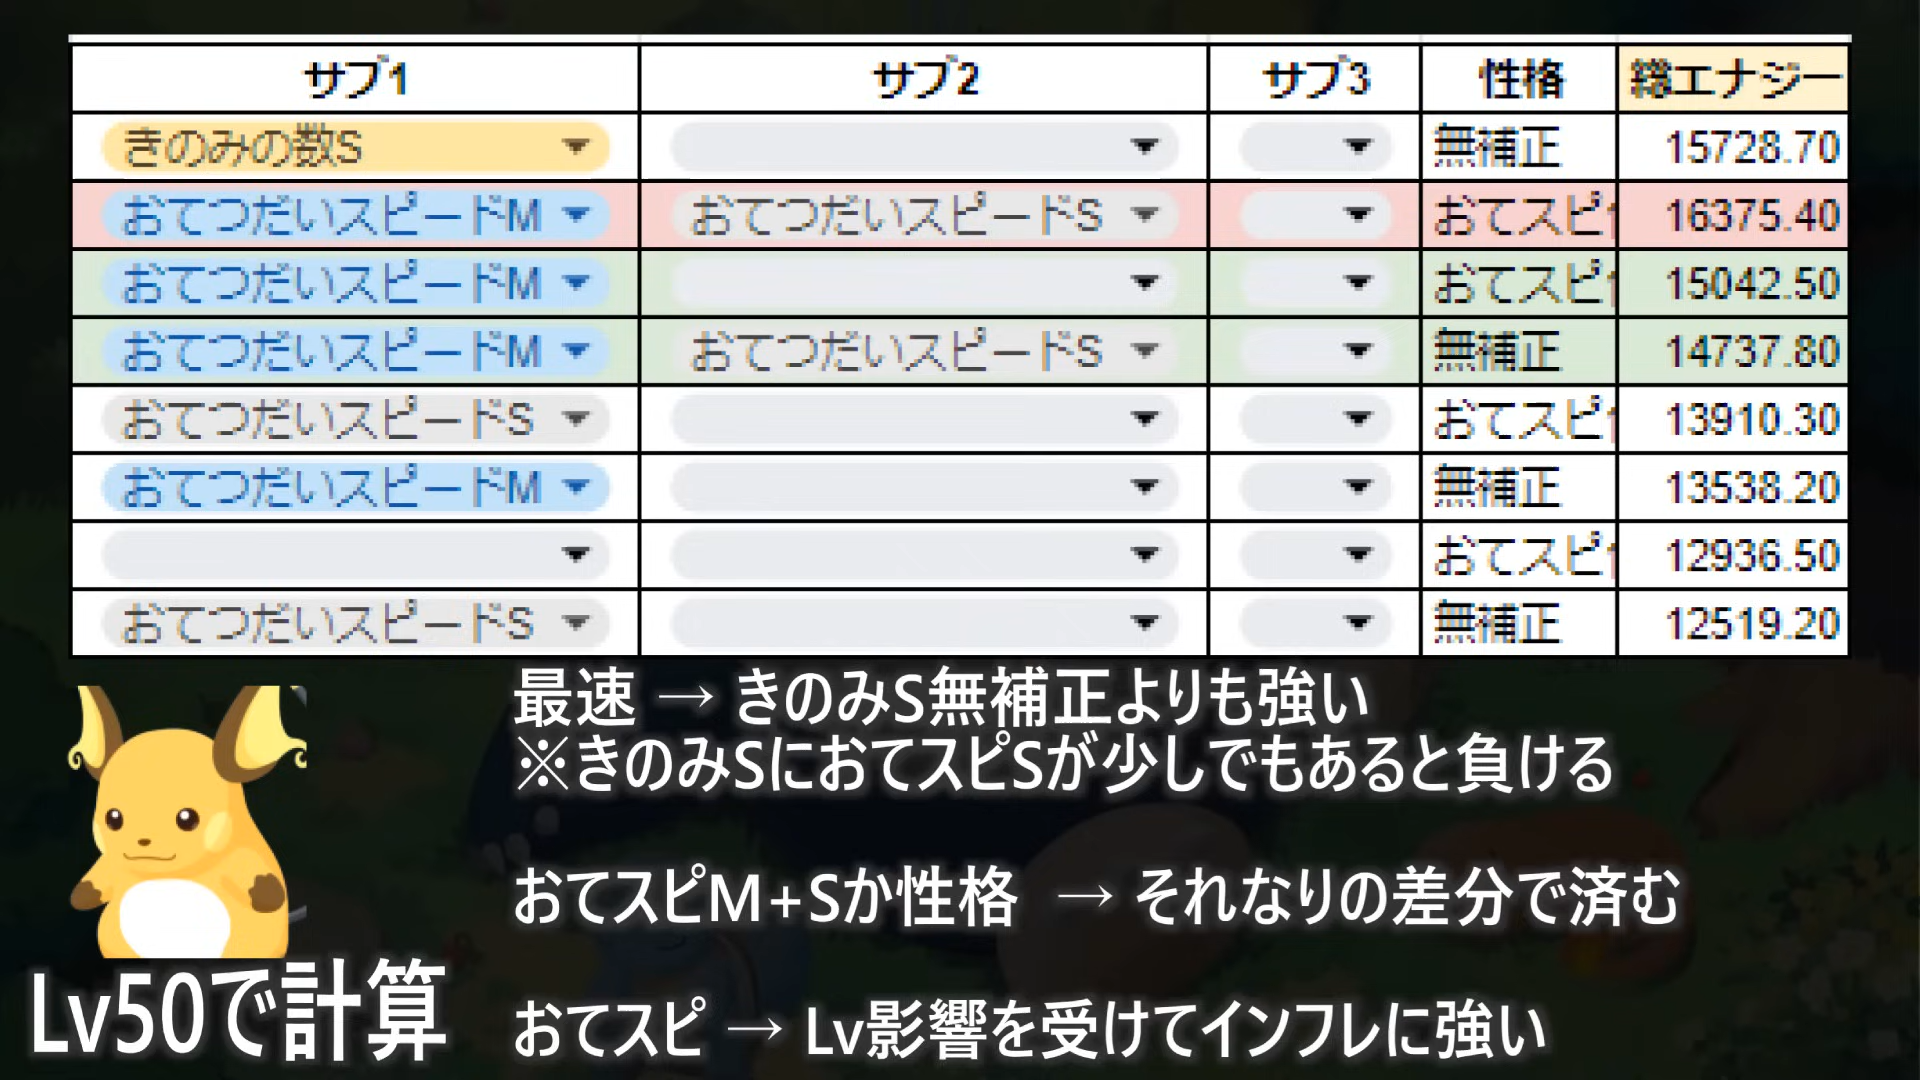 サブ1 サブ2 サブ3 性格 総エナジー
きのみの数S 無補正 15728.70
おてつだいスピードM おてつだいスピードS おてスピ 16375.40
おてつだいスピードM おてスピ 15042.50
おてつだいスピードM おてつだいスピードS 無補正 14737.80
おてつだいスピードS おてスピ 13910.30
おてつだいスピードM 無補正 13538.20
おてスピ 12936.50
おてつだいスピードS 無補正 12519.20
最速 → きのみS無補正よりも強い
※きのみSにおてスピSが少しでもあると負ける
おてスピM+Sか性格 → それなりの差分で済む
Lv50で計算
おてスピ → Lv影響を受けてインフレに強い